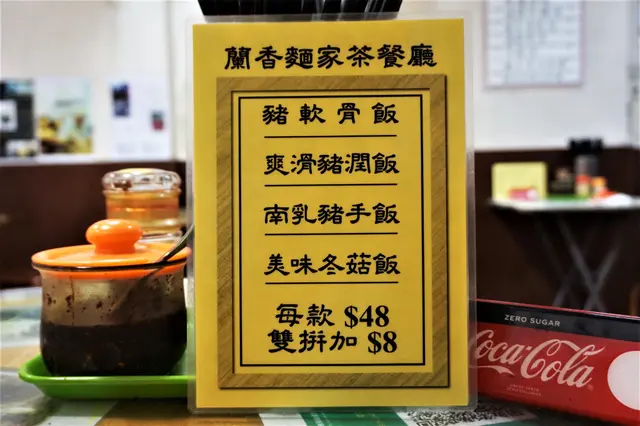 蘭香麵家茶餐廳
豬軟骨飯
爽滑豬潤飯
南乳豬手飯
美味冬菇飯
每款 $48
雙拼加 $8
ZERO SUGAR
Coca-Cola